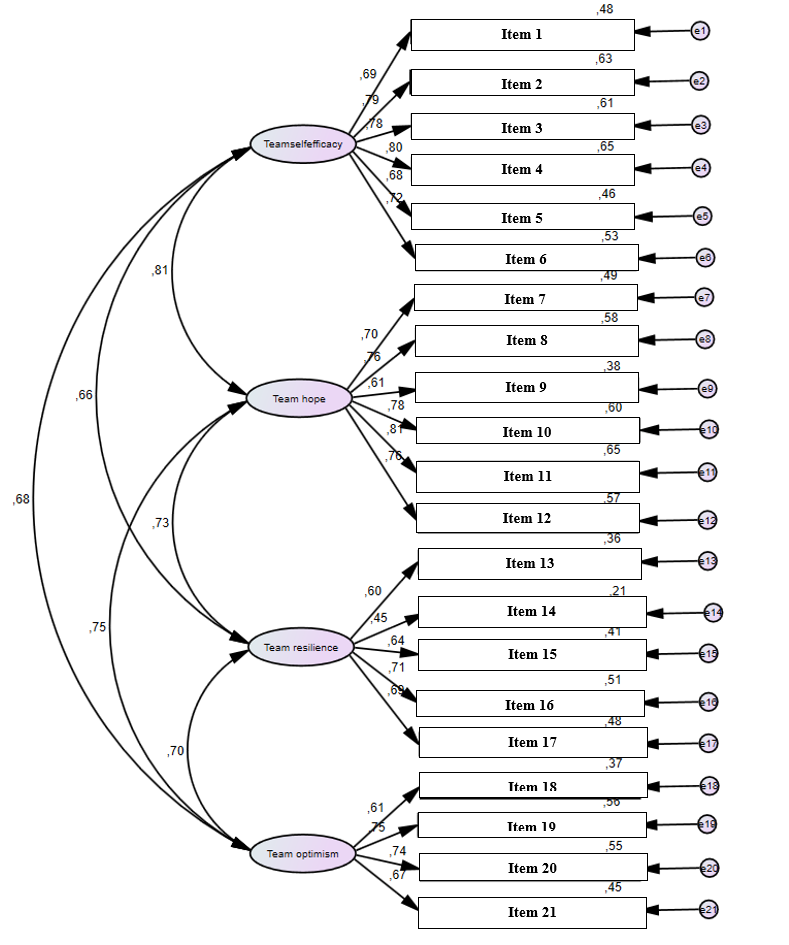 ,48
Item 1
e1
,69
,63
Item 2
e2
,79
,61
Item 3
e3
,78
Teamselfefficacy
,65
Item 4
e4
,80
,68
,46
Item 5
e5
,72
,53
Item 6
e6
,81
,49
Item 7
e7
,70
,58
Item 8
e8
,76
,38
Item 9
e9
,61
,66
Team hope
,78
,60
Item 10
e10
,81
,65
Item 11
e11
,76
,68
,57
Item 12
e12
,73
,36
Item 13
e13
,60
,21
Item 14
e14
,45
,75
,41
Item 15
e15
,64
Team resilience
,71
,51
Item 16
e16
,69
,48
Item 17
e17
,70
,37
Item 18
e18
,61
,56
Item 19
e19
,75
,55
Item 20
e20
,74
Team optimism
,67
,45
Item 21
e21